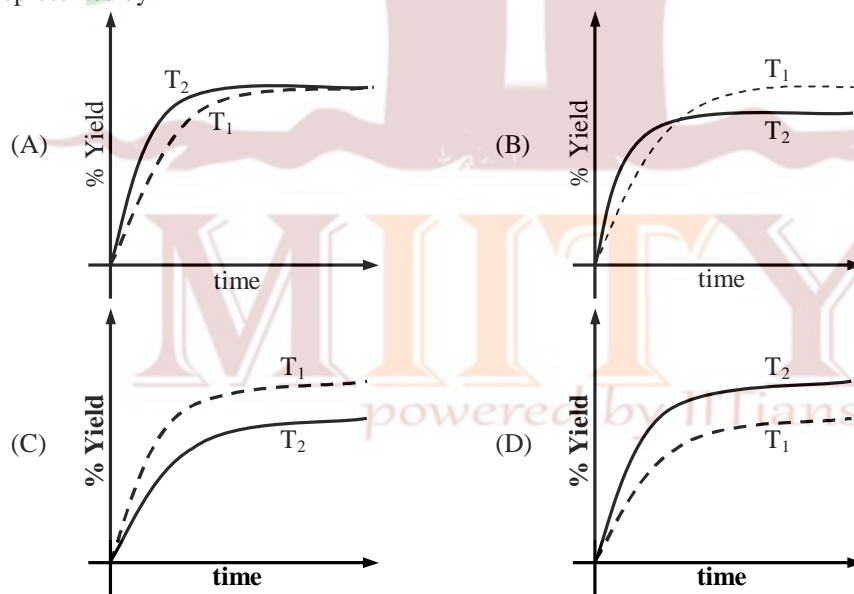 T2
T1
(A)
% Yield
time
T1
T2
(B)
% Yield
time
MIITY
powered by IITians
T1
T2
(C)
% Yield
time
T2
T1
(D)
% Yield
time